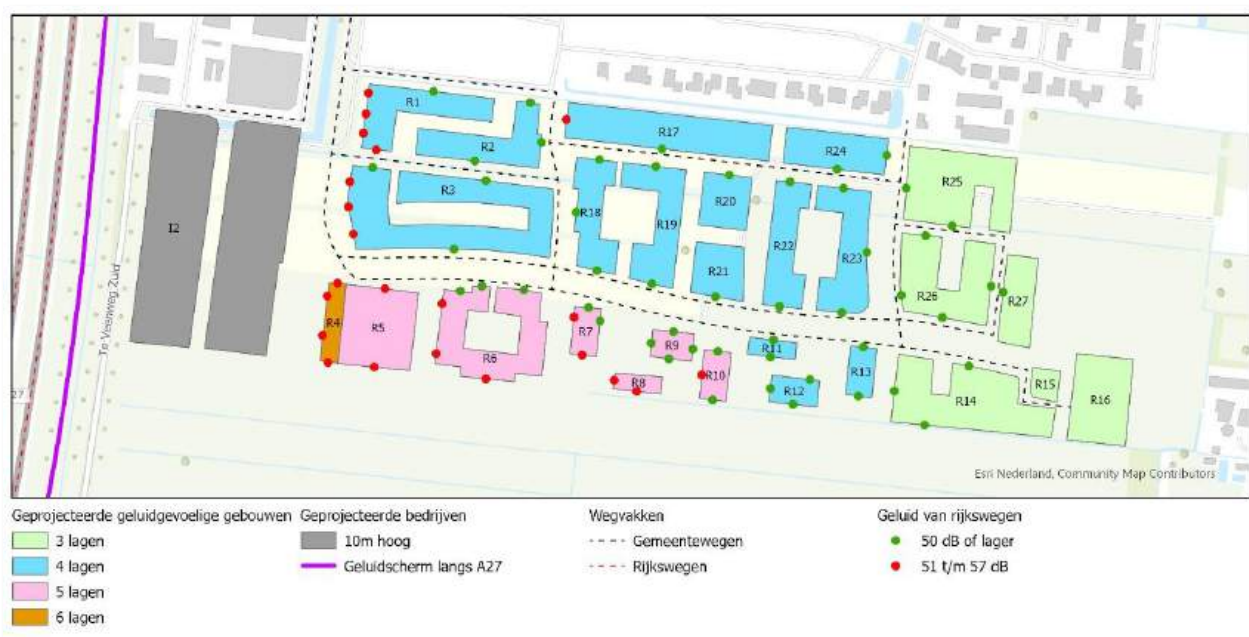 R1
R2
R17
R24
R3
R25
R18
R19
R20
R22
R23
I2
R21
R26
R27
Te Veenweg Zuid
R4
R5
R6
R7
R8
R9
R10
R11
R12
R13
R14
R15
R16
27
Esri Nederland, Community Map Contributors
Geprojecteerde geluidgevoelige gebouwen
3 lagen
4 lagen
5 lagen
6 lagen
Geprojecteerde bedrijven
10m hoog
Geluidscherm langs A27
Wegvakken
Gemeentewegen
Rijkswegen
Geluid van rijkswegen
50 dB of lager
51 t/m 57 dB